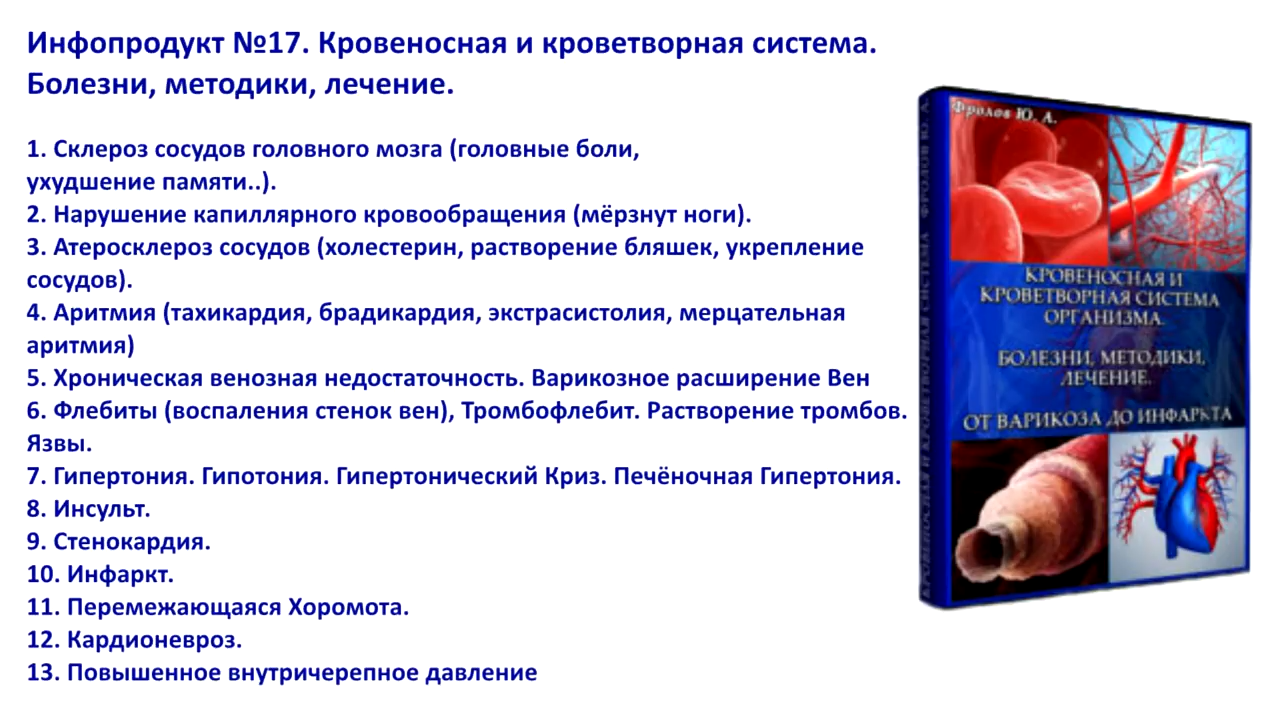 Инфопродукт №17. Кровеносная и кроветворная система.
Болезни, методики, лечение.
1. Склероз сосудов головного мозга (головные боли,
ухудшение памяти..).
2. Нарушение капиллярного кровообращения (мёрзнут ноги).
3. Атеросклероз сосудов (холестерин, растворение бляшек, укрепление
сосудов).
4. Аритмия (тахикардия, брадикардия, экстрасистолия, мерцательная
аритмия)
5. Хроническая венозная недостаточность. Варикозное расширение Вен
6. Флебиты (воспаления стенок вен), Тромбофлебит. Растворение тромбов.
Язвы.
7. Гипертония. Гипотония. Гипертонический Криз. Печёночная Гипертония.
8. Инсульт.
9. Стенокардия.
10. Инфаркт.
11. Перемежающаяся Хоромота.
12. Кардионевроз.
13. Повышенное внутричерепное давление
Фролов Ю. А.
КРОВЕНОСНАЯ И
КРОВЕТВОРНАЯ СИСТЕМА
ОРГАНИЗМА.
БОЛЕЗНИ, МЕТОДИКИ,
ЛЕЧЕНИЕ.
ОТ ВАРИКОЗА ДО ИНФАРКТА
КРОВЕНОСНАЯ И КРОВЕТВОРНАЯ СИСТЕМА ФРОЛОВ Ю. А.